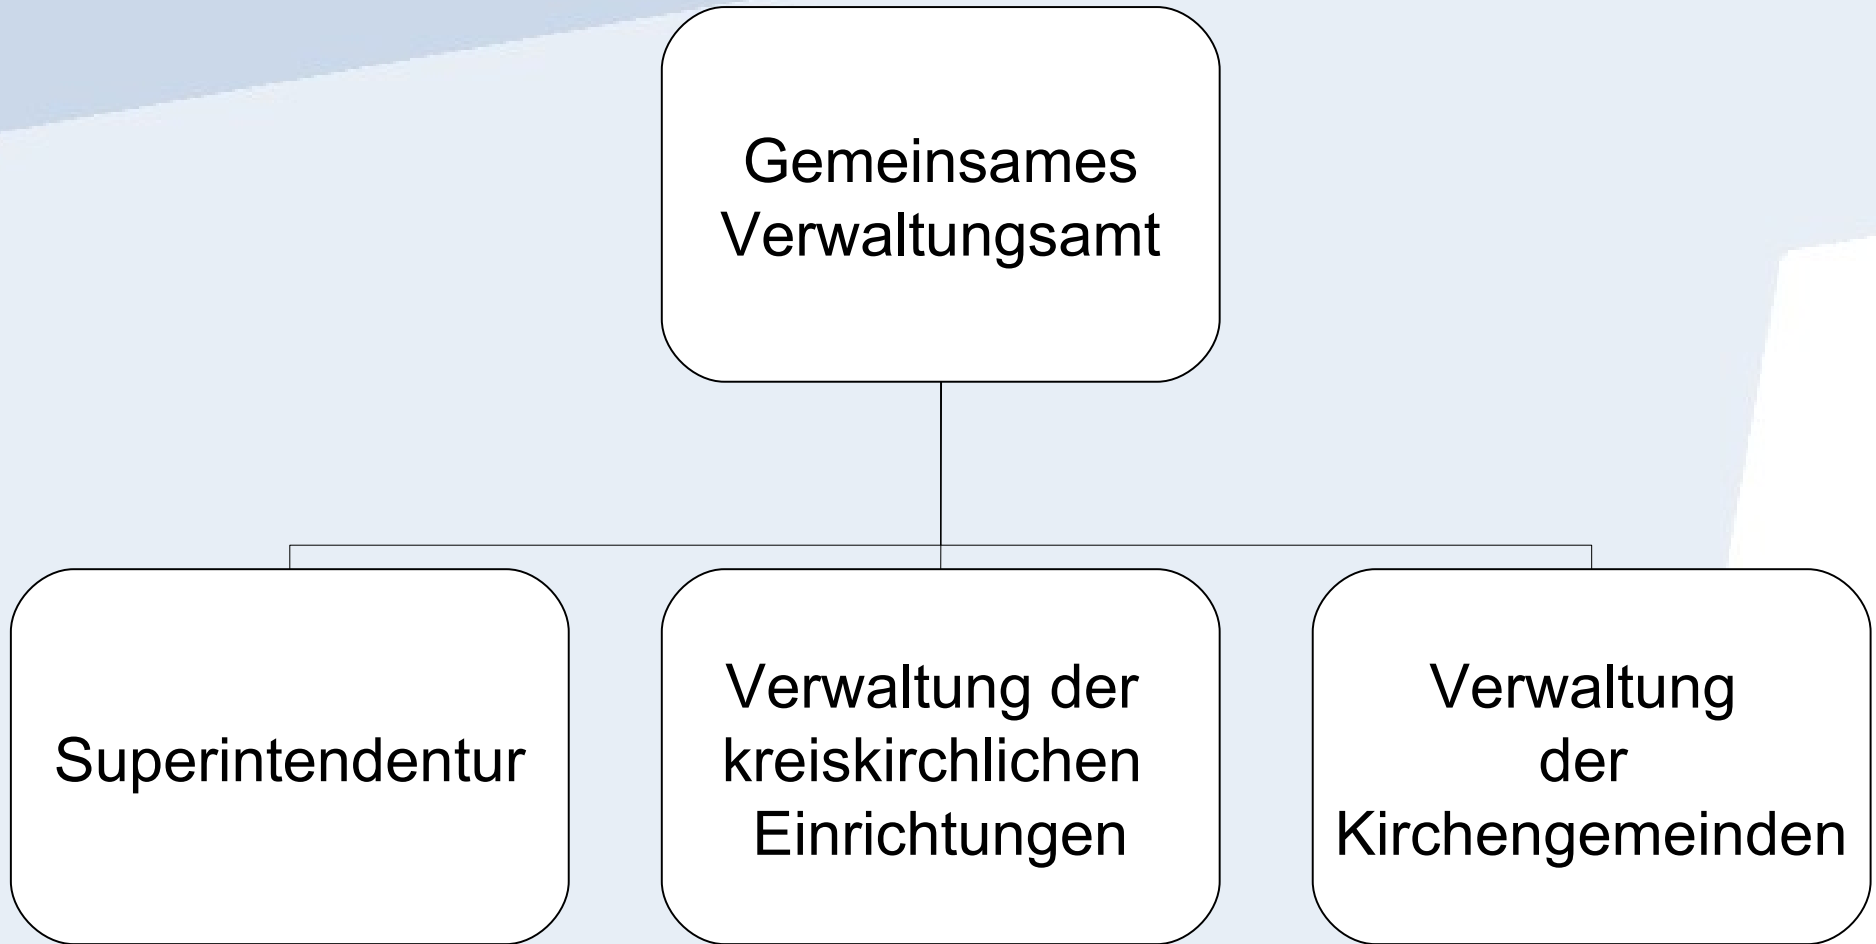 Gemeinsames
Verwaltungsamt
Superintendentur
Verwaltung der
kreiskirchlichen
Einrichtungen
Verwaltung
der
Kirchengemeinden